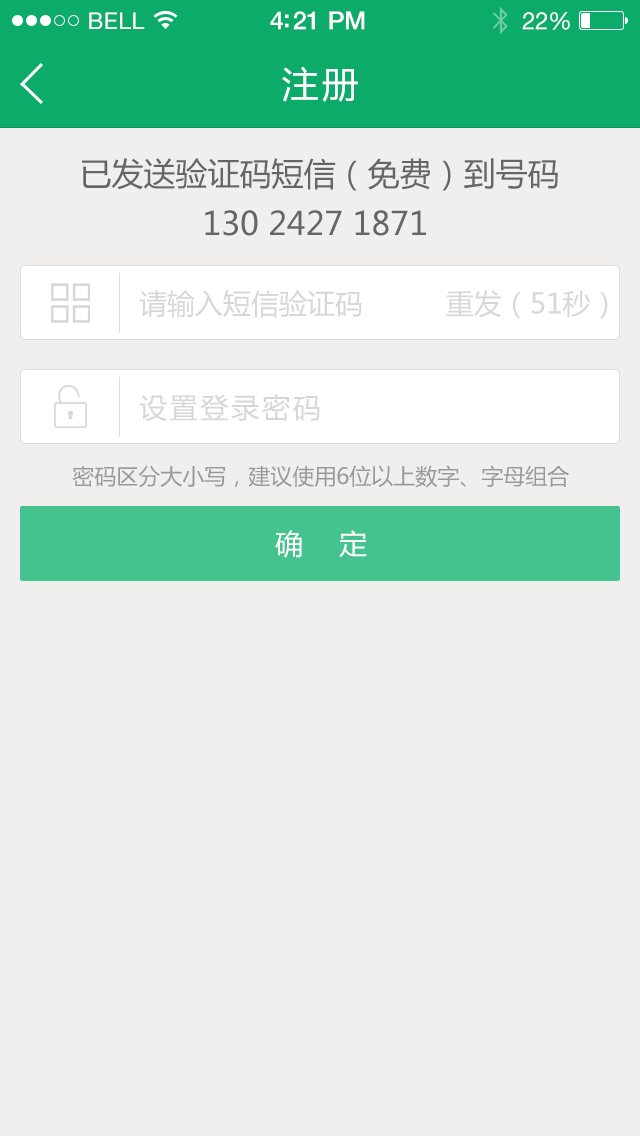 BELL 4:21 PM 22%
注册
已发送验证码短信（免费）到号码
130 2427 1871
请输入短信验证码 重发（51秒）
设置登录密码
密码区分大小写，建议使用6位以上数字、字母组合
确 定